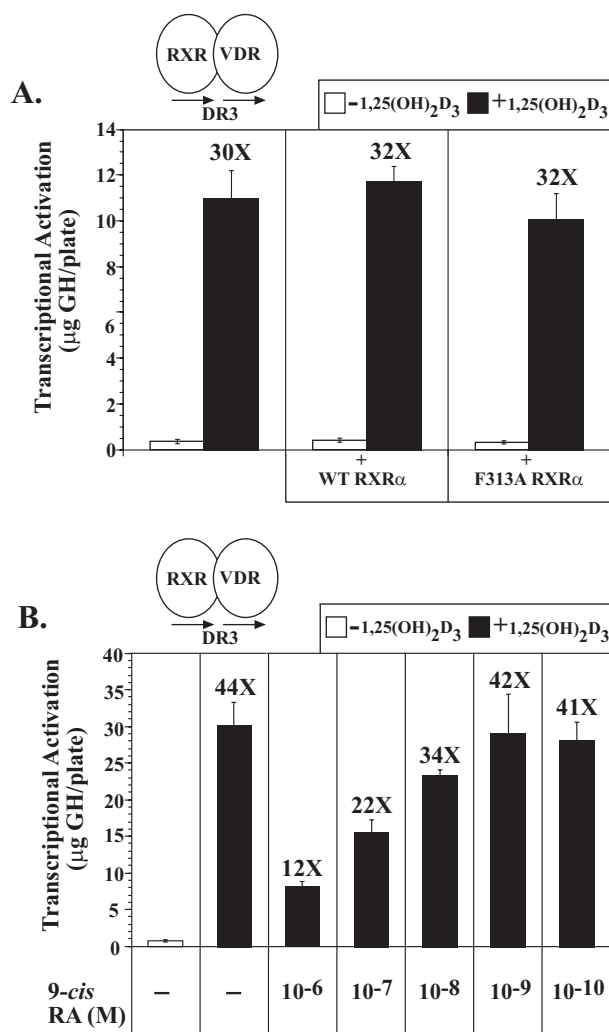 A.
RXR VDR
DR3
−1,25(OH)₂D₃ +1,25(OH)₂D₃
Transcriptional Activation
(µg GH/plate)
14
12
10
8
6
4
2
0
30X 32X 32X
+ +
WT RXRα F313A RXRα
B.
RXR VDR
DR3
−1,25(OH)₂D₃ +1,25(OH)₂D₃
Transcriptional Activation
(µg GH/plate)
40
35
30
25
20
15
10
5
0
44X 12X 22X 34X 42X 41X
9-cis
RA (M) – – 10⁻⁶ 10⁻⁷ 10⁻⁸ 10⁻⁹ 10⁻¹⁰